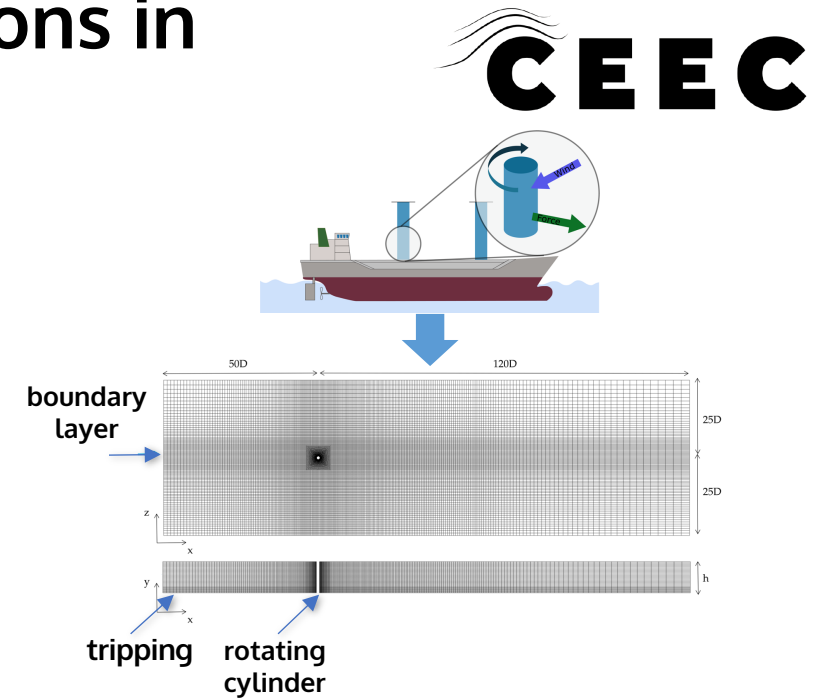 ons in
CEEC
Wind
Force
50D
120D
boundary
layer
25D
25D
z
x
y
h
x
tripping
rotating
cylinder